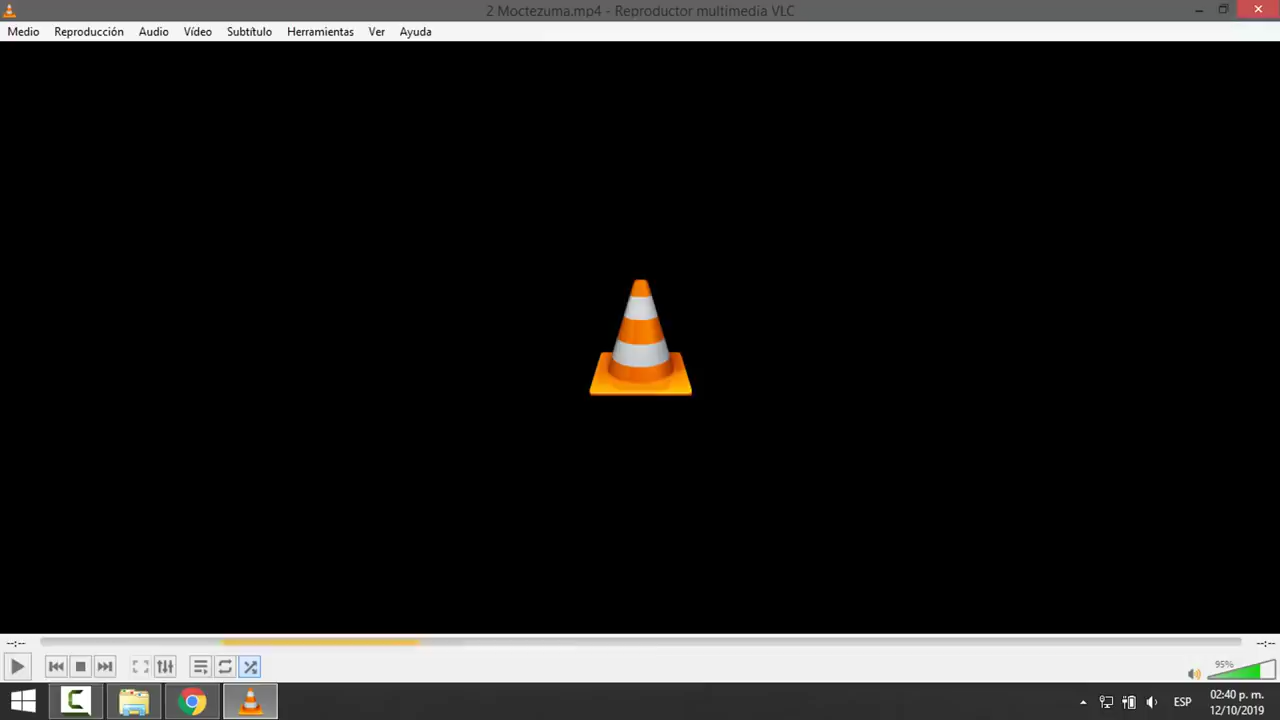 2 Moctezuma.mp4 - Reproductor multimedia VLC
Medio Reproducción Audio Vídeo Subtítulo Herramientas Ver Ayuda
--:-- --:--
95%
ESP
02:40 p. m.
12/10/2019